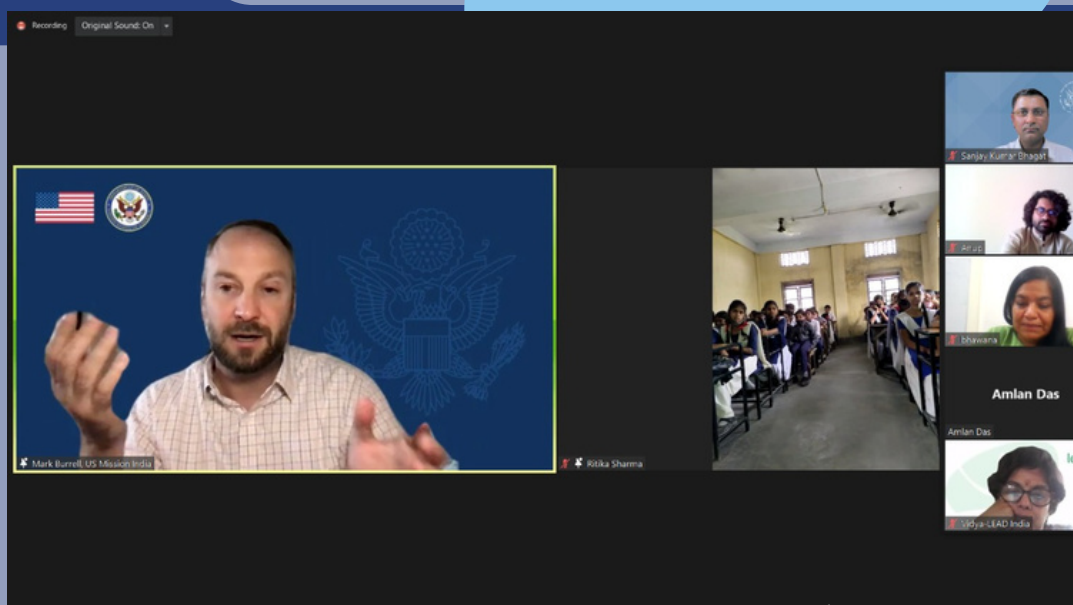 Recording Original Sound: On
Sanjay Kumar Bhagat
Mark Burrell, US Mission India
Ritika Sharma
bhawana
Amlan Das
Amlan Das
Vidya-LEAD India